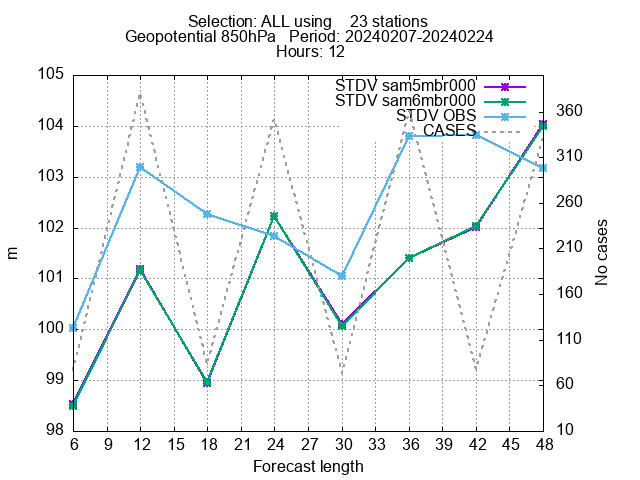 Selection: ALL using    23 stations
Geopotential 850hPa   Period: 20240207-20240224
Hours: 12
STDV sam5mbr000
STDV sam6mbr000
STDV OBS
CASES
105
104
103
102
101
100
99
98
m
360
310
260
210
160
110
60
10
No cases
6 9 12 15 18 21 24 27 30 33 36 39 42 45 48
Forecast length